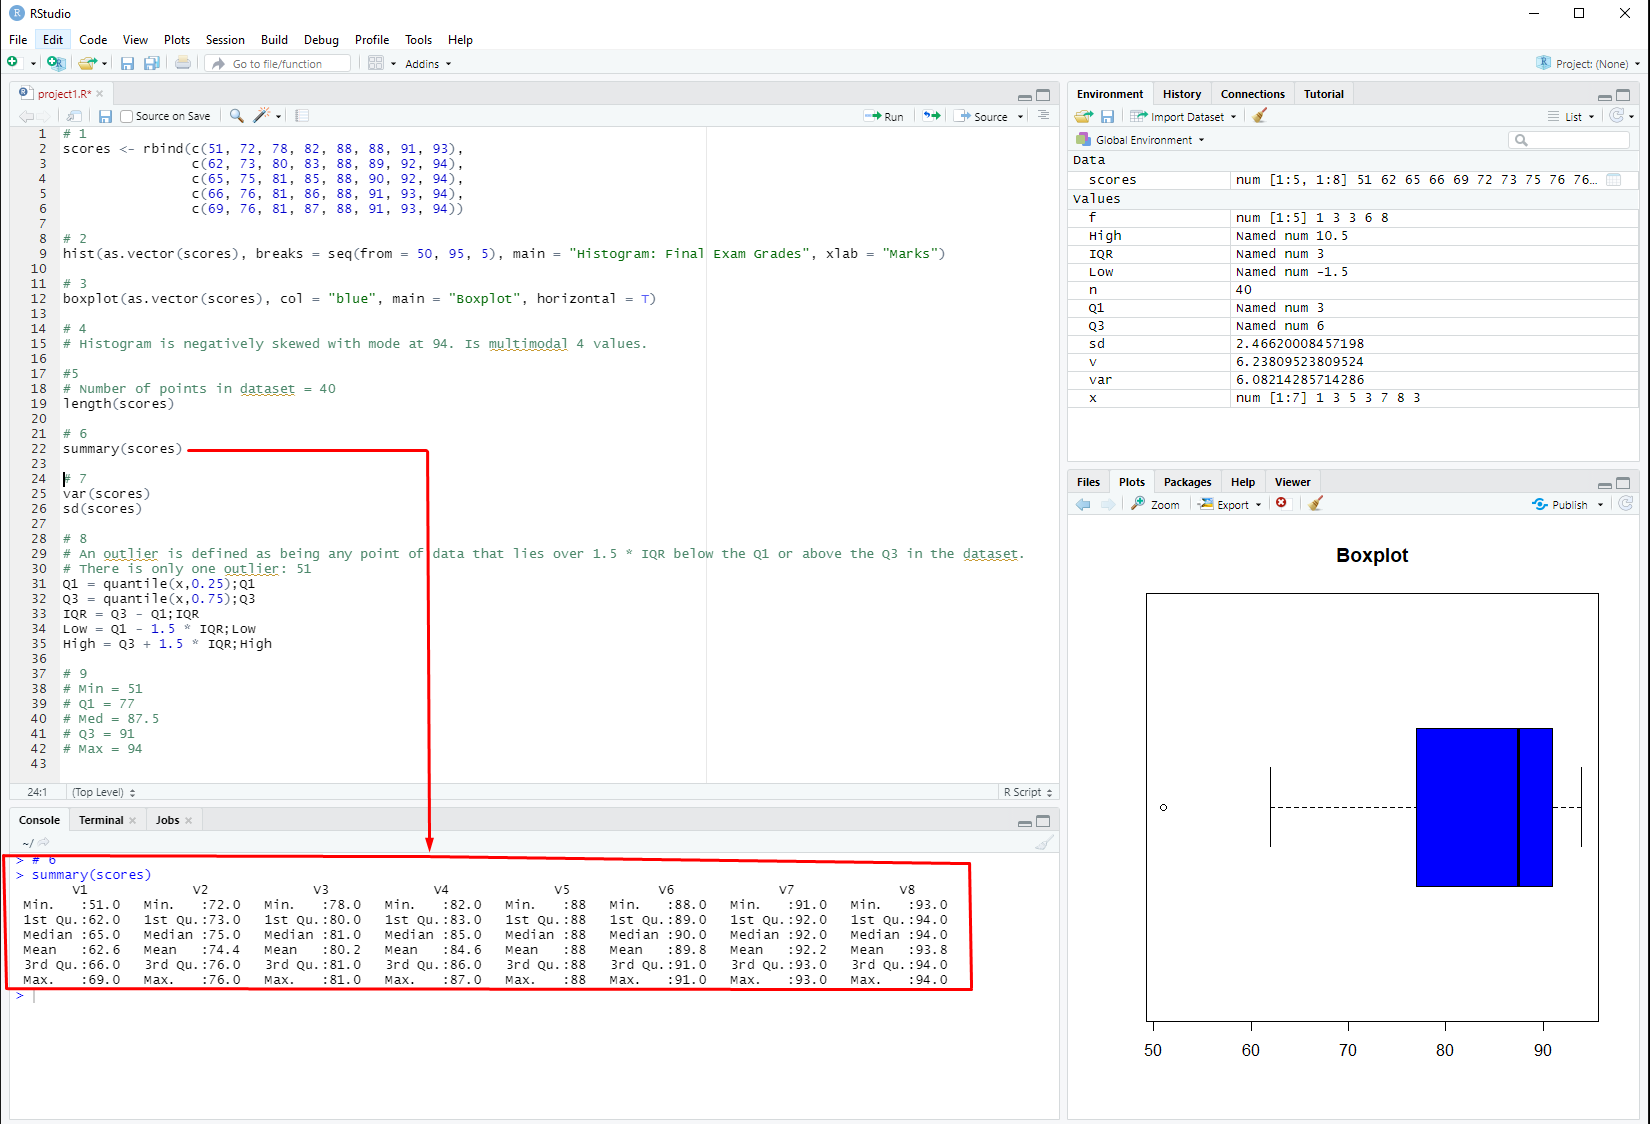 RStudio
File Edit Code View Plots Session Build Debug Profile Tools Help
Go to file/function Addins Project: (None)
project1.R*
Source on Save Run Source
1 # 1
2 scores <- rbind(c(51, 72, 78, 82, 88, 88, 91, 93),
3 c(62, 73, 80, 83, 88, 89, 92, 94),
4 c(65, 75, 81, 85, 88, 90, 92, 94),
5 c(66, 76, 81, 86, 88, 91, 93, 94),
6 c(69, 76, 81, 87, 88, 91, 93, 94))
7
8 # 2
9 hist(as.vector(scores), breaks = seq(from = 50, 95, 5), main = "Histogram: Final Exam Grades", xlab = "Marks")
10
11 # 3
12 boxplot(as.vector(scores), col = "blue", main = "Boxplot", horizontal = T)
13
14 # 4
15 # Histogram is negatively skewed with mode at 94. Is multimodal 4 values.
16
17 #5
18 # Number of points in dataset = 40
19 length(scores)
20
21 # 6
22 summary(scores)
23
24 # 7
25 var(scores)
26 sd(scores)
27
28 # 8
29 # An outlier is defined as being any point of data that lies over 1.5 * IQR below the Q1 or above the Q3 in the dataset.
30 # There is only one outlier: 51
31 Q1 = quantile(x,0.25);Q1
32 Q3 = quantile(x,0.75);Q3
33 IQR = Q3 - Q1;IQR
34 Low = Q1 - 1.5 * IQR;Low
35 High = Q3 + 1.5 * IQR;High
36
37 # 9
38 # Min = 51
39 # Q1 = 77
40 # Med = 87.5
41 # Q3 = 91
42 # Max = 94
43
24:1 (Top Level) R Script
Console Terminal Jobs
~/
> # 6
> summary(scores)
V1 V2 V3 V4 V5 V6 V7 V8
Min. :51.0 Min. :72.0 Min. :78.0 Min. :82.0 Min. :88 Min. :88.0 Min. :91.0 Min. :93.0
1st Qu.:62.0 1st Qu.:73.0 1st Qu.:80.0 1st Qu.:83.0 1st Qu.:88 1st Qu.:89.0 1st Qu.:92.0 1st Qu.:94.0
Median :65.0 Median :75.0 Median :81.0 Median :85.0 Median :88 Median :90.0 Median :92.0 Median :94.0
Mean :62.6 Mean :74.4 Mean :80.2 Mean :84.6 Mean :88 Mean :89.8 Mean :92.2 Mean :93.8
3rd Qu.:66.0 3rd Qu.:76.0 3rd Qu.:81.0 3rd Qu.:86.0 3rd Qu.:88 3rd Qu.:91.0 3rd Qu.:93.0 3rd Qu.:94.0
Max. :69.0 Max. :76.0 Max. :81.0 Max. :87.0 Max. :88 Max. :91.0 Max. :93.0 Max. :94.0
>
Environment History Connections Tutorial
Import Dataset List
Global Environment
Data
scores num [1:5, 1:8] 51 62 65 66 69 72 73 75 76 76…
Values
f num [1:5] 1 3 3 6 8
High Named num 10.5
IQR Named num 3
Low Named num -1.5
n 40
Q1 Named num 3
Q3 Named num 6
sd 2.46620008457198
v 6.23809523809524
var 6.08214285714286
x num [1:7] 1 3 5 3 7 8 3
Files Plots Packages Help Viewer
Zoom Export Publish
Boxplot
50 60 70 80 90